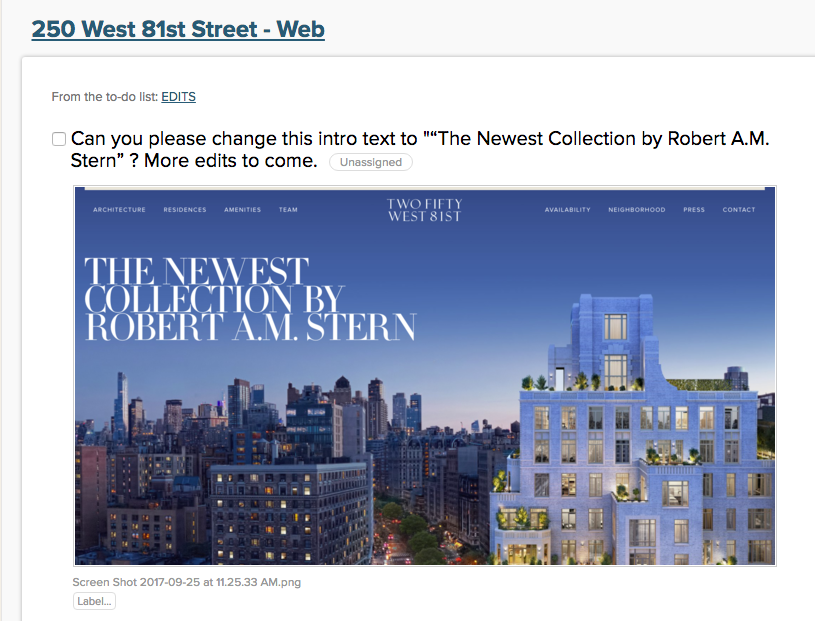 250 West 81st Street - Web
From the to-do list: EDITS
Can you please change this intro text to "“The Newest Collection by Robert A.M.
Stern” ? More edits to come. Unassigned
ARCHITECTURE RESIDENCES AMENITIES TEAM TWO FIFTY
WEST 81ST AVAILABILITY NEIGHBORHOOD PRESS CONTACT
THE NEWEST
COLLECTION BY
ROBERT A.M. STERN
Screen Shot 2017-09-25 at 11.25.33 AM.png
Label...